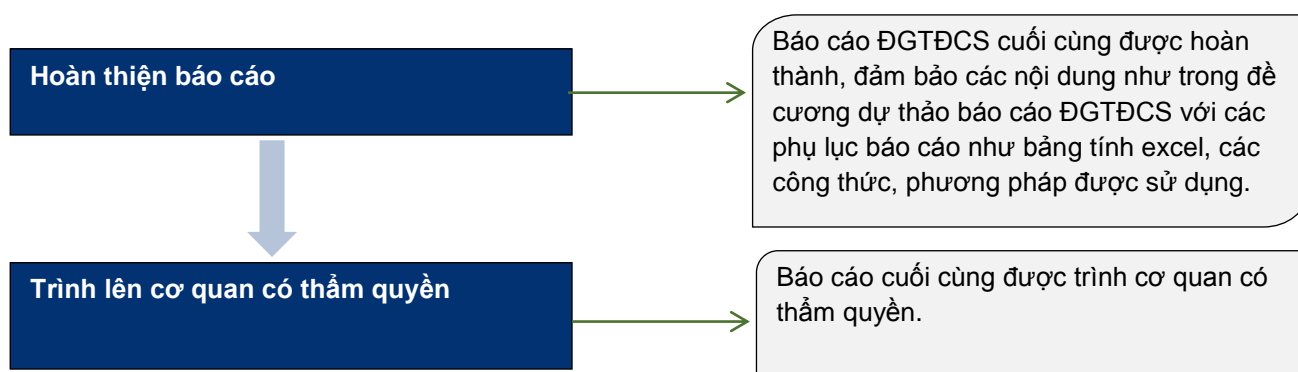 Hoàn thiện báo cáo
Báo cáo ĐGTĐCS cuối cùng được hoàn
thành, đảm bảo các nội dung như trong đề
cương dự thảo báo cáo ĐGTĐCS với các
phụ lục báo cáo như bảng tính excel, các
công thức, phương pháp được sử dụng.
Trình lên cơ quan có thẩm quyền
Báo cáo cuối cùng được trình cơ quan có
thẩm quyền.